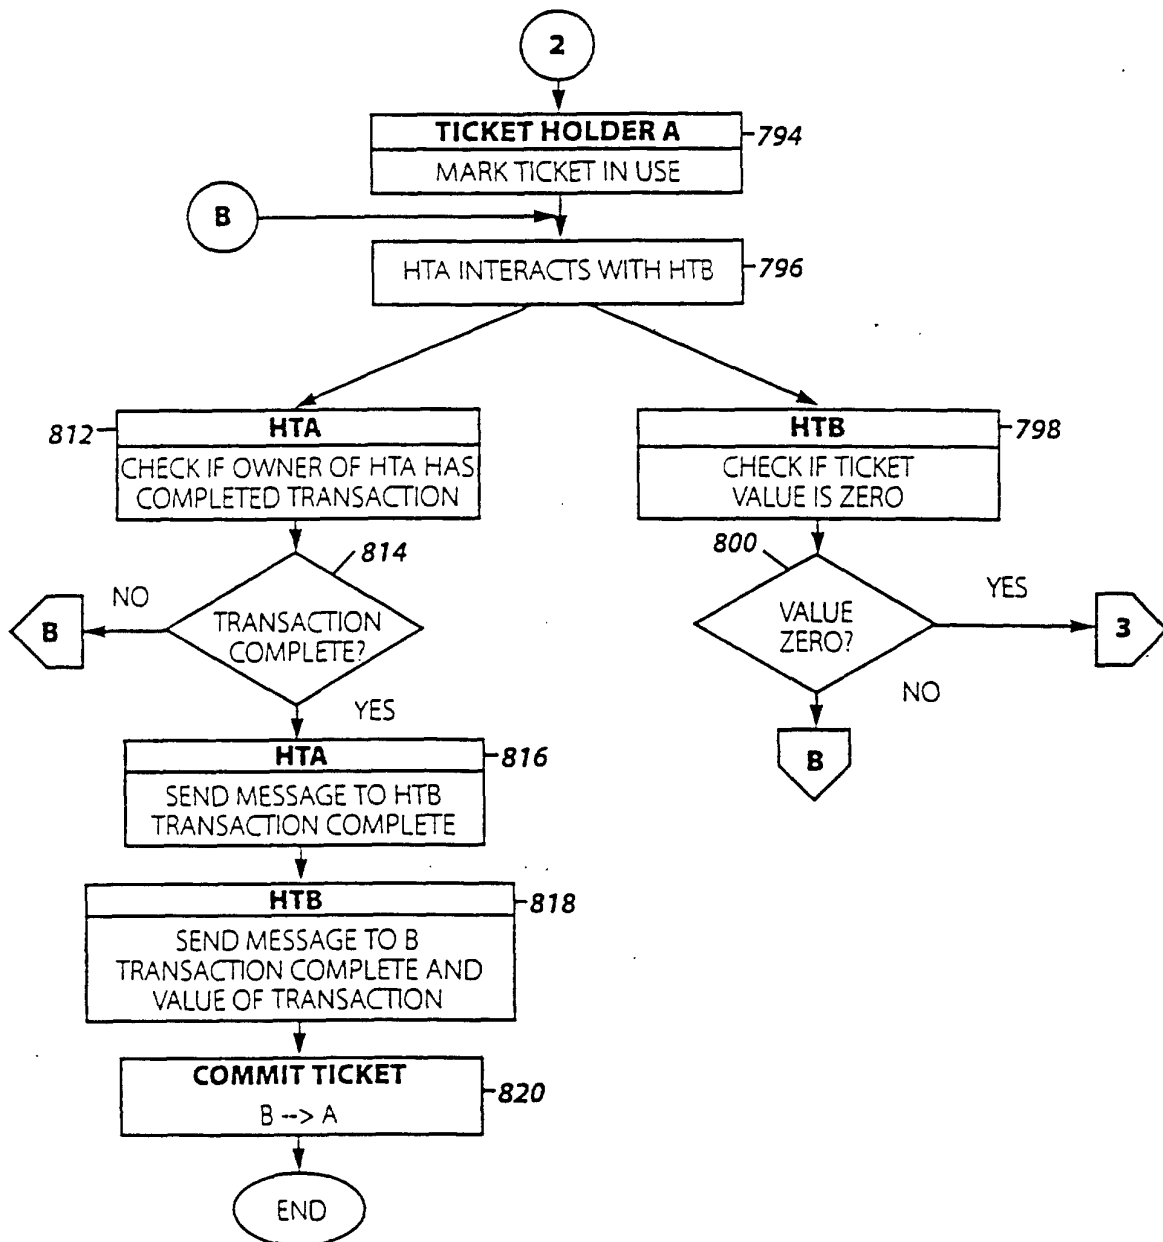 2
TICKET HOLDER A
794
MARK TICKET IN USE
B
HTA INTERACTS WITH HTB
796
812
HTA
CHECK IF OWNER OF HTA HAS
COMPLETED TRANSACTION
HTB
798
CHECK IF TICKET
VALUE IS ZERO
814
NO
B
TRANSACTION
COMPLETE?
YES
800
VALUE
ZERO?
YES
3
NO
B
HTA
816
SEND MESSAGE TO HTB
TRANSACTION COMPLETE
HTB
818
SEND MESSAGE TO B
TRANSACTION COMPLETE AND
VALUE OF TRANSACTION
COMMIT TICKET
820
B --> A
END